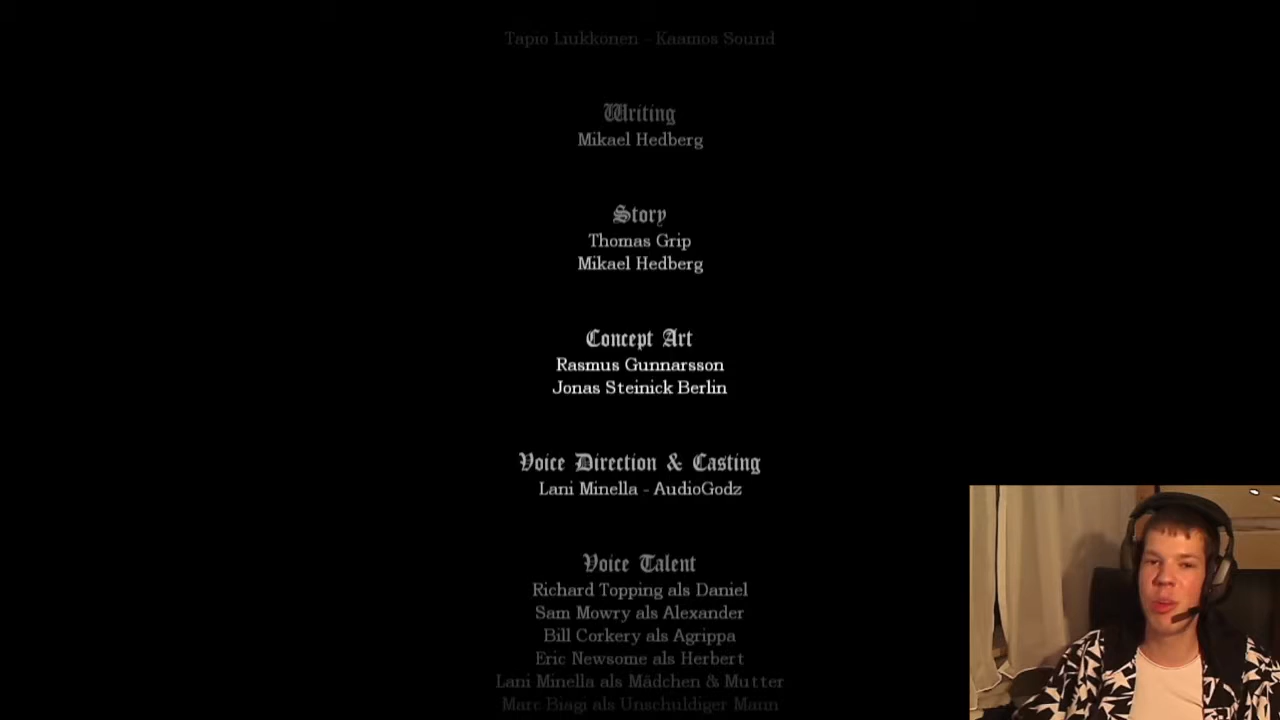 Tapio Liukkonen - Kaamos Sound
Writing
Mikael Hedberg
Story
Thomas Grip
Mikael Hedberg
Concept Art
Rasmus Gunnarsson
Jonas Steinick Berlin
Voice Direction & Casting
Lani Minella - AudioGodz
Voice Talent
Richard Topping als Daniel
Sam Mowry als Alexander
Bill Corkery als Agrippa
Eric Newsome als Herbert
Lani Minella als Mädchen & Mutter
Marc Biagi als Unschuldiger Mann